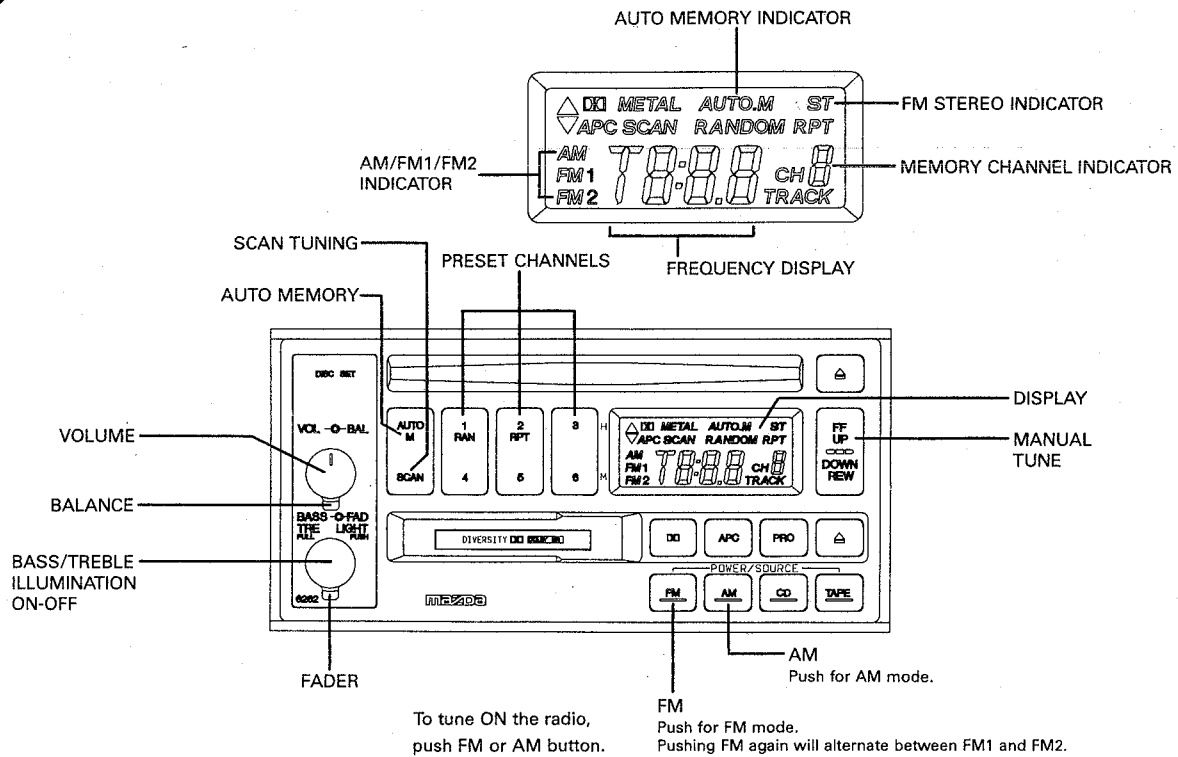 AUTO MEMORY INDICATOR
METAL AUTO.M ST
FM STEREO INDICATOR
APC SCAN RANDOM RPT
AM/FM1/FM2
INDICATOR
AM
FM 1
FM 2
CH
TRACK
MEMORY CHANNEL INDICATOR
FREQUENCY DISPLAY
SCAN TUNING
PRESET CHANNELS
AUTO MEMORY
DISC SET
VOL -O- BAL
AUTO
M
SCAN
1
RAN
2
RPT
3
H
4
5
6
M
METAL AUTO.M ST
APC SCAN RANDOM RPT
AM
FM 1
FM 2
CH
TRACK
FF
UP
DOWN
REW
DISPLAY
MANUAL
TUNE
VOLUME
BALANCE
BASS -O- FAD
TRE LIGHT
PULL PUSH
BASS/TREBLE
ILLUMINATION
ON-OFF
6262
DIVERSITY
mazda
APC
PRO
POWER/SOURCE
FM
AM
CD
TAPE
FADER
AM
Push for AM mode.
FM
Push for FM mode.
Pushing FM again will alternate between FM1 and FM2.
To tune ON the radio,
push FM or AM button.